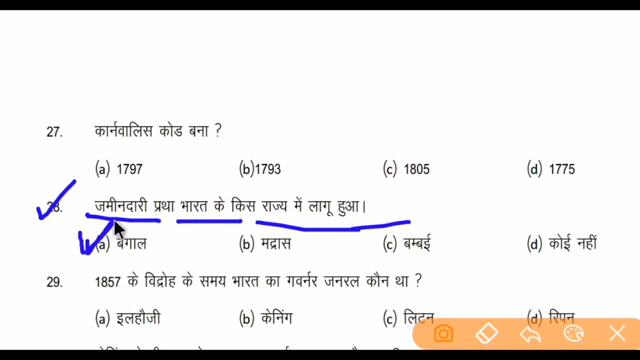 27. कार्नवालिस कोड बना ?
(a) 1797 (b)1793 (c) 1805 (d) 1775
28. जमीनदारी प्रथा भारत के किस राज्य में लागू हुआ।
(a) बंगाल (b) मद्रास (c) बम्बई (d) कोई नहीं
29. 1857 के विद्रोह के समय भारत का गवर्नर जनरल कौन था ?
(a) डलहौजी (b) केनिंग (c) लिटन (d) रिपन